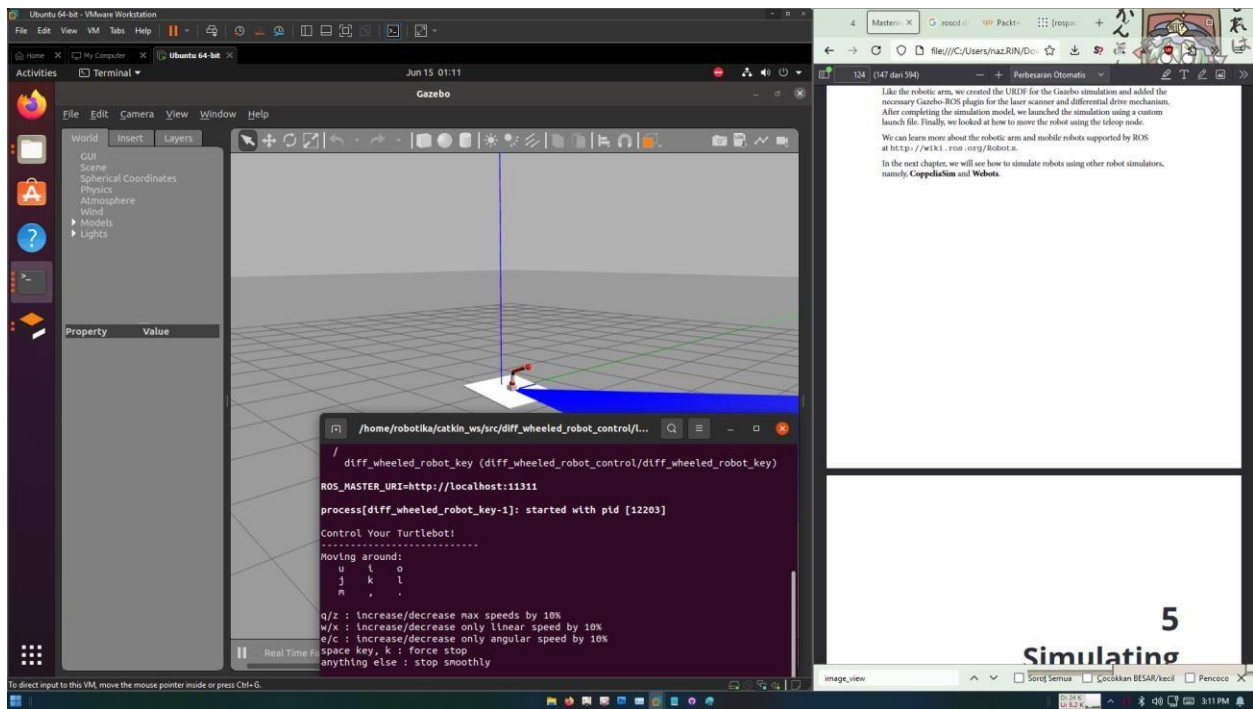 Ubuntu 64-bit - VMware Workstation
File Edit View VM Tabs Help
Home
My Computer
Ubuntu 64-bit
Activities
Terminal
Jun 15 01:11
Gazebo
File Edit Camera View Window Help
World Insert Layers
GUI
Scene
Spherical Coordinates
Physics
Atmosphere
Wind
Models
Lights
Property Value
Real Time
/home/robotika/catkin_ws/src/diff_wheeled_robot_control/l...
/
diff_wheeled_robot_key (diff_wheeled_robot_control/diff_wheeled_robot_key)
ROS_MASTER_URI=http://localhost:11311
process[diff_wheeled_robot_key-1]: started with pid [12203]
Control Your Turtlebot!
---------------------------
Moving around:
u i o
j k l
m , .
q/z : increase/decrease max speeds by 10%
w/x : increase/decrease only linear speed by 10%
e/c : increase/decrease only angular speed by 10%
space key, k : force stop
anything else : stop smoothly
To direct input to this VM, move the mouse pointer inside or press Ctrl+G.
4
Masterin
roscd
Packt
[rospac
file:///C:/Users/naz.RIN/Do
124 (147 dari 594)
Perbesaran Otomatis
Like the robotic arm, we created the URDF for the Gazebo simulation and added the
necessary Gazebo-ROS plugin for the laser scanner and differential drive mechanism.
After completing the simulation model, we launched the simulation using a custom
launch file. Finally, we looked at how to move the robot using the teleop node.
We can learn more about the robotic arm and mobile robots supported by ROS
at http://wiki.ros.org/Robots.
In the next chapter, we will see how to simulate robots using other robot simulators,
namely, CoppeliaSim and Webots.
5
Simulating
image_view
Sorot Semua
Cocokkan BESAR/kecil
Pencoco
3:11 PM